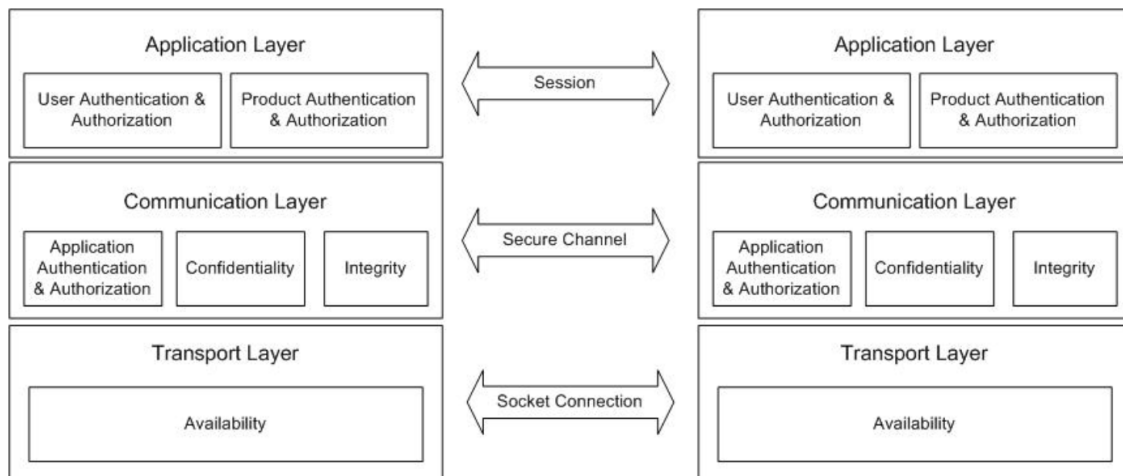 Application Layer
User Authentication &
Authorization
Product Authentication
& Authorization
Session
Application Layer
User Authentication &
Authorization
Product Authentication
& Authorization
Communication Layer
Application
Authentication
& Authorization
Confidentiality
Integrity
Secure Channel
Communication Layer
Application
Authentication
& Authorization
Confidentiality
Integrity
Transport Layer
Availability
Socket Connection
Transport Layer
Availability